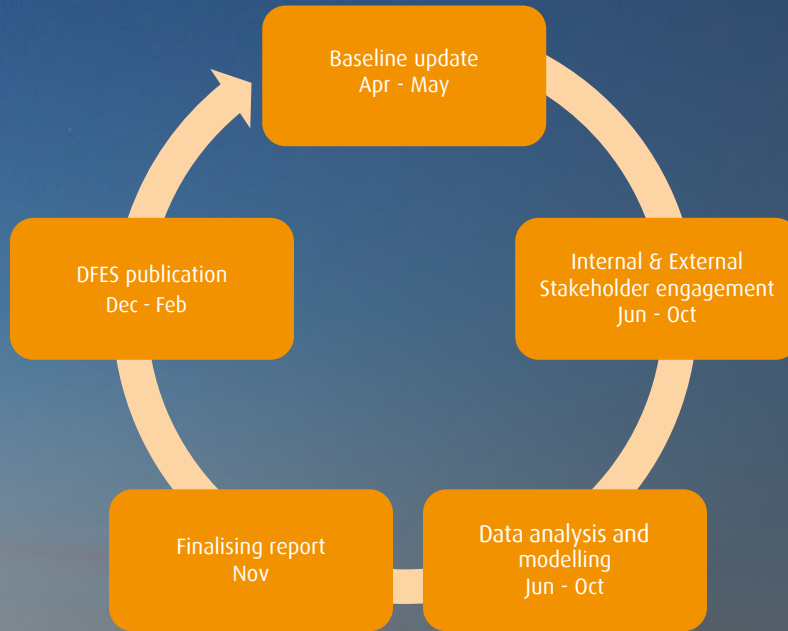 Baseline update
Apr - May
Internal & External
Stakeholder engagement
Jun - Oct
Data analysis and
modelling
Jun - Oct
Finalising report
Nov
DFES publication
Dec - Feb